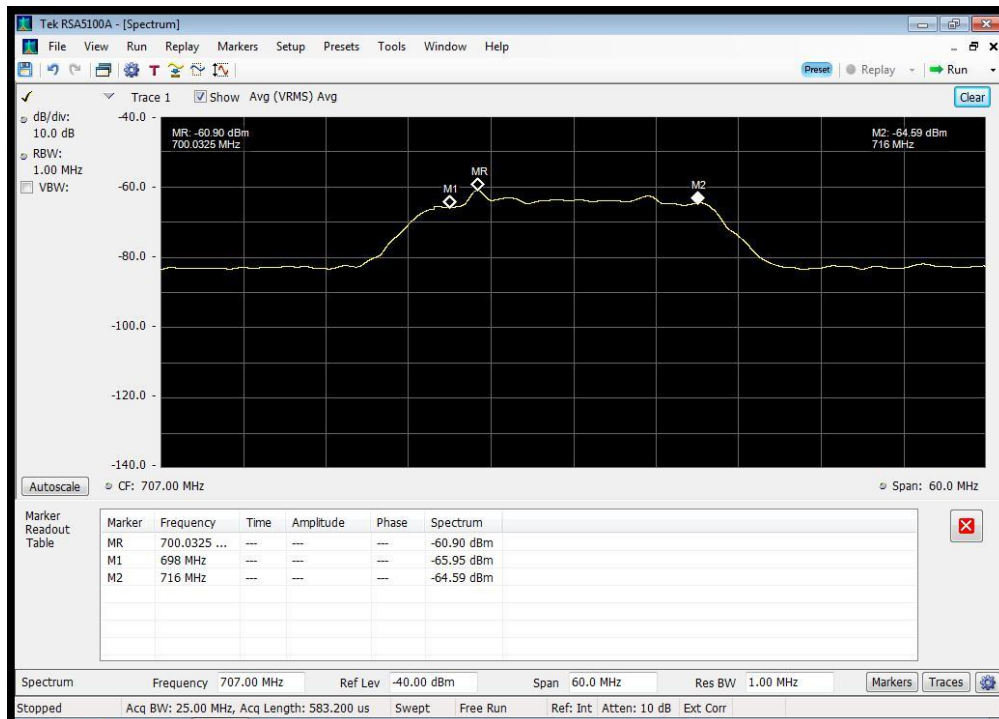 Tek RSA5100A - [Spectrum]
File View Run Replay Markers Setup Presets Tools Window Help
T Preset Replay Run
Trace 1 Show Avg (VRMS) Avg Clear
dB/div:
10.0 dB
RBW:
1.00 MHz
VBW:
-40.0 -
-60.0 -
-80.0 -
-100.0 -
-120.0 -
-140.0 -
MR: -60.90 dBm
700.0325 MHz
M2: -64.59 dBm
716 MHz
M1
MR
M2
Autoscale CF: 707.00 MHz Span: 60.0 MHz
Marker
Readout
Table
Marker Frequency Time Amplitude Phase Spectrum
MR 700.0325 ... --- --- --- -60.90 dBm
M1 698 MHz --- --- --- -65.95 dBm
M2 716 MHz --- --- --- -64.59 dBm
Spectrum Frequency 707.00 MHz Ref Lev -40.00 dBm Span 60.0 MHz Res BW 1.00 MHz Markers Traces
Stopped Acq BW: 25.00 MHz, Acq Length: 583.200 us Swept Free Run Ref: Int Atten: 10 dB Ext Corr